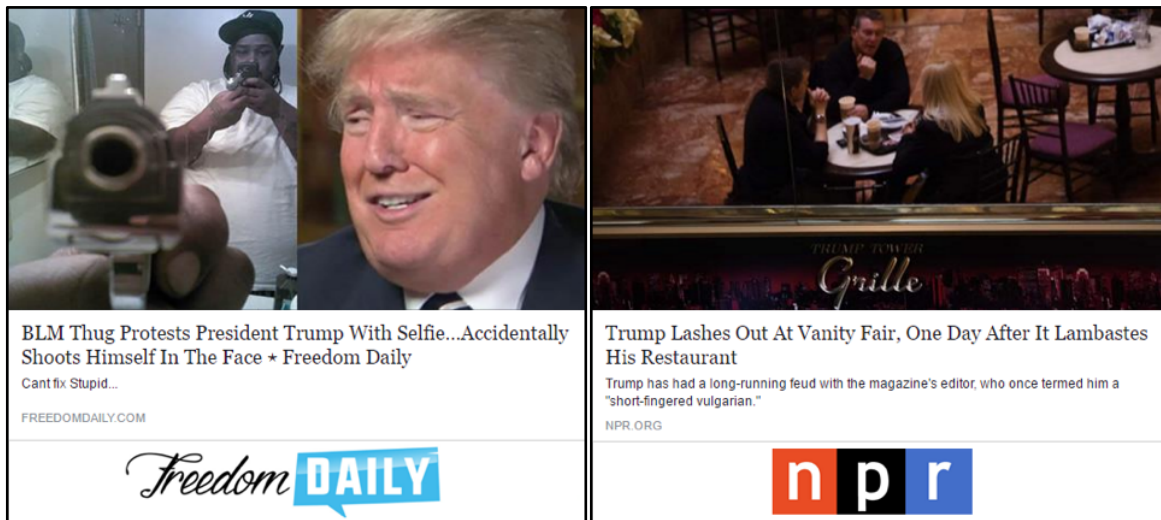 BLM Thug Protests President Trump With Selfie...Accidentally
Shoots Himself In The Face ★ Freedom Daily
Cant fix Stupid...
FREEDOMDAILY.COM
Freedom DAILY
TRUMP TOWER
Grille
Trump Lashes Out At Vanity Fair, One Day After It Lambastes
His Restaurant
Trump has had a long-running feud with the magazine's editor, who once termed him a
"short-fingered vulgarian."
NPR.ORG
n p r